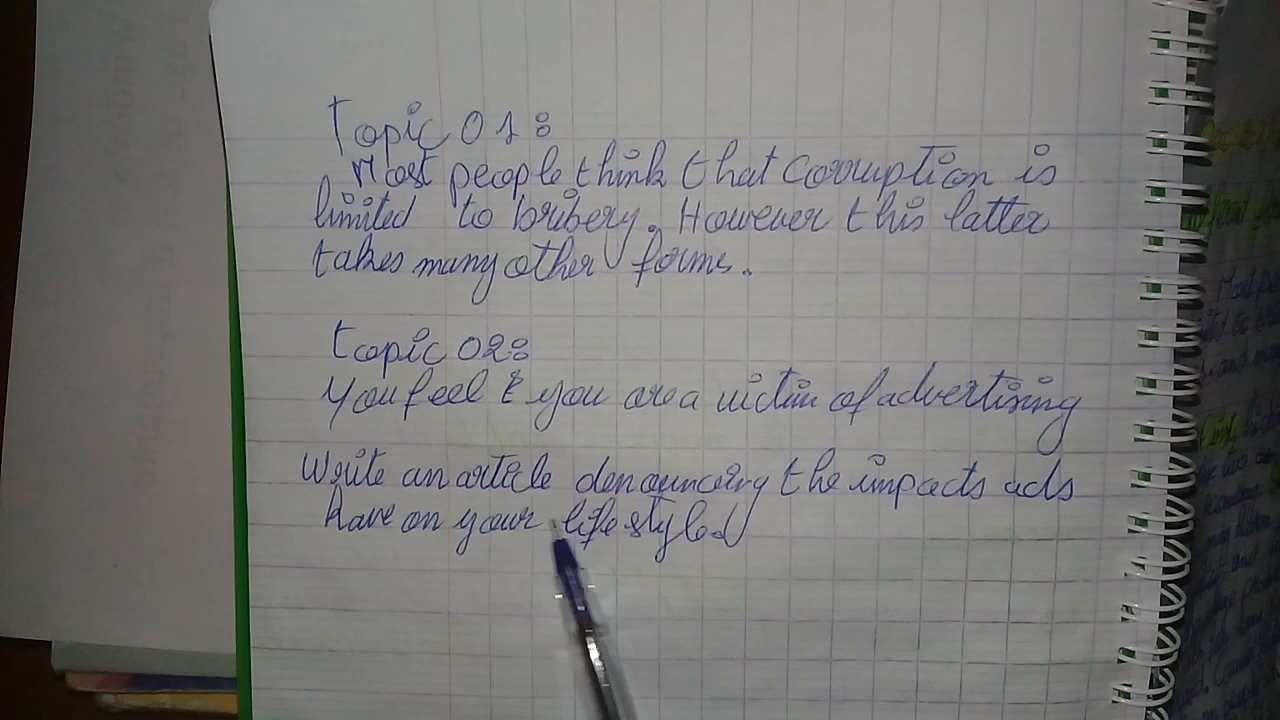 Topic 01:
Most people think that corruption is
limited to bribery. However this latter
takes many other forms.
topic 02:
You feel you are a victim of advertising
Write an article denouncing the impacts ads
have on your life style.